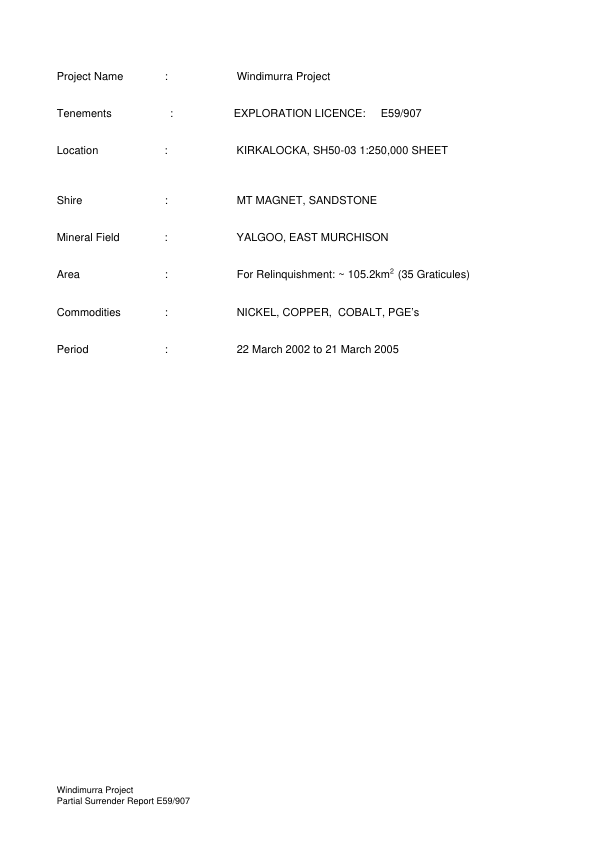 Project Name : Windimurra Project
Tenements : EXPLORATION LICENCE: E59/907
Location : KIRKALOCKA, SH50-03 1:250,000 SHEET
Shire : MT MAGNET, SANDSTONE
Mineral Field : YALGOO, EAST MURCHISON
Area : For Relinquishment: ~ 105.2km² (35 Graticules)
Commodities : NICKEL, COPPER, COBALT, PGE's
Period : 22 March 2002 to 21 March 2005
Windimurra Project
Partial Surrender Report E59/907